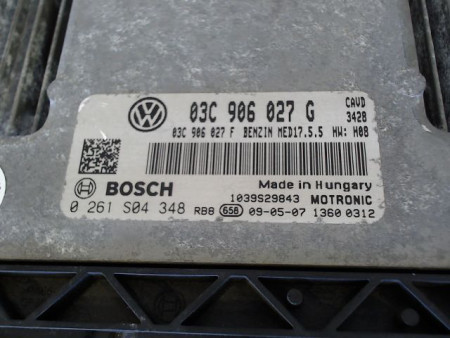 03C 906 027 G CAVD
3428
03C 906 027 F BENZIN MED17.5.5 HW: H08
BOSCH Made in Hungary
1039S29843 MOTRONIC
0 261 S04 348 RBB 658 09-05-07 1360 0312